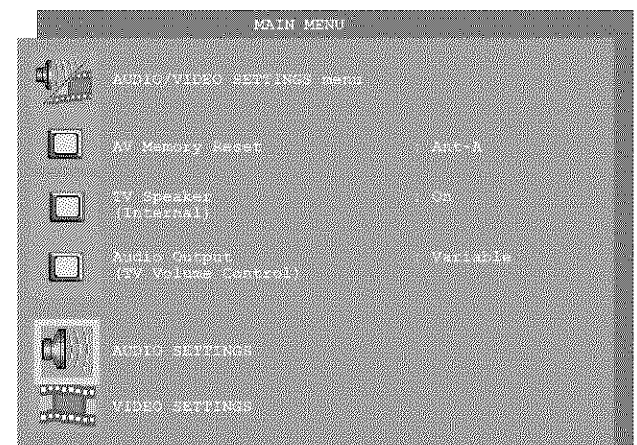 MAIN MENU
AUDIO/VIDEO SETTINGS menu
AV Memory Reset : Ant-A
TV Speaker : On
(Internal)
Audio Output : Variable
(TV Volume Control)
AUDIO SETTINGS
VIDEO SETTINGS